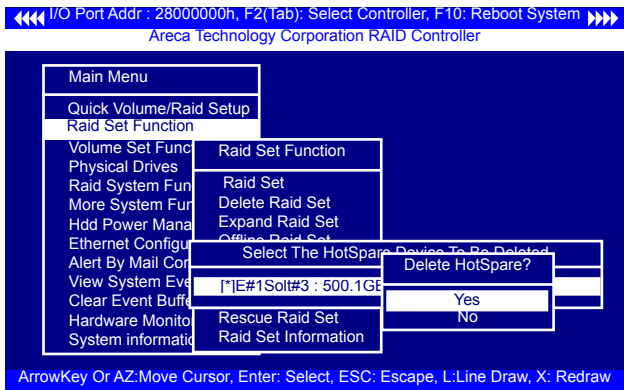 I/O Port Addr : 28000000h, F2(Tab): Select Controller, F10: Reboot System
Areca Technology Corporation RAID Controller
Main Menu
Quick Volume/Raid Setup
Raid Set Function
Volume Set Func
Physical Drives
Raid System Fun
More System Fun
Hdd Power Mana
Ethernet Configu
Alert By Mail Con
View System Eve
Clear Event Buffe
Hardware Monito
System informatic
Raid Set Function
Raid Set
Delete Raid Set
Expand Raid Set
Offline Raid Set
Select The HotSpare Device To Be Deleted
[*]E#1Solt#3 : 500.1GB
Rescue Raid Set
Raid Set Information
Delete HotSpare?
Yes
No
ArrowKey Or AZ:Move Cursor, Enter: Select, ESC: Escape, L:Line Draw, X: Redraw